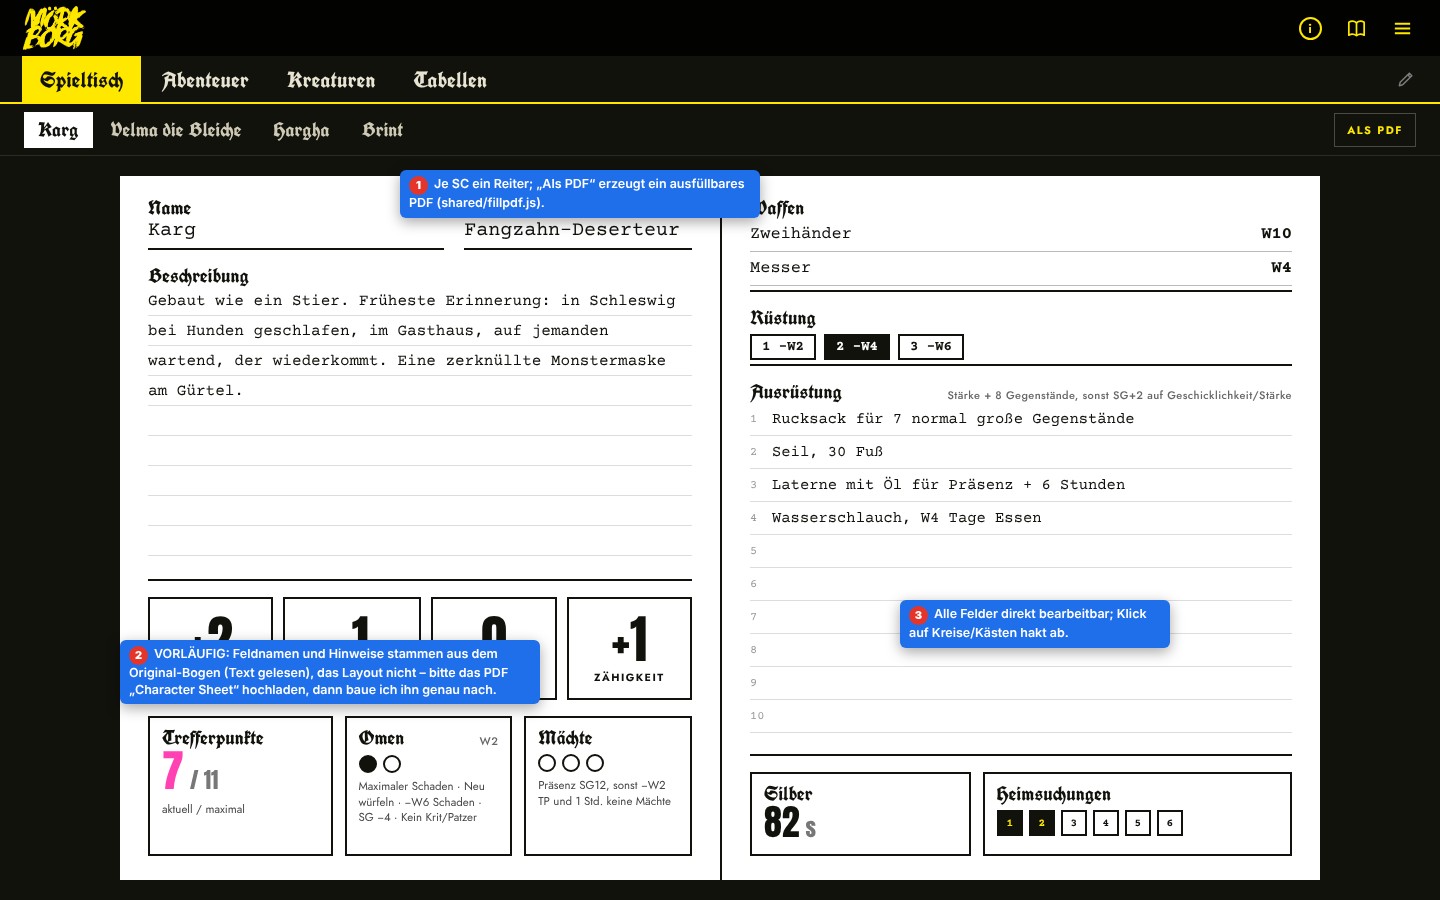 MÖRK
BORG
Spieltisch Abenteuer Kreaturen Tabellen
Karg Velma die Bleiche Hargha Brint
ALS PDF
1 Je SC ein Reiter; „Als PDF“ erzeugt ein ausfüllbares
PDF (shared/fillpdf.js).
Name
Karg
Fangzahn-Deserteur
Beschreibung
Gebaut wie ein Stier. Früheste Erinnerung: in Schleswig
bei Hunden geschlafen, im Gasthaus, auf jemanden
wartend, der wiederkommt. Eine zerknüllte Monstermaske
am Gürtel.
+2
1
0
+1
ZÄHIGKEIT
2 VORLÄUFIG: Feldnamen und Hinweise stammen aus dem
Original-Bogen (Text gelesen), das Layout nicht – bitte das PDF
„Character Sheet“ hochladen, dann baue ich ihn genau nach.
Trefferpunkte
7 / 11
aktuell / maximal
Omen W2
Maximaler Schaden · Neu
würfeln · −W6 Schaden ·
SG −4 · Kein Krit/Patzer
Mächte
Präsenz SG12, sonst −W2
TP und 1 Std. keine Mächte
Waffen
Zweihänder W10
Messer W4
Rüstung
1 −W2 2 −W4 3 −W6
Ausrüstung Stärke + 8 Gegenstände, sonst SG+2 auf Geschicklichkeit/Stärke
1 Rucksack für 7 normal große Gegenstände
2 Seil, 30 Fuß
3 Laterne mit Öl für Präsenz + 6 Stunden
4 Wasserschlauch, W4 Tage Essen
5
6
7
8
9
10
3 Alle Felder direkt bearbeitbar; Klick
auf Kreise/Kästen hakt ab.
Silber
82 S
Heimsuchungen
1 2 3 4 5 6